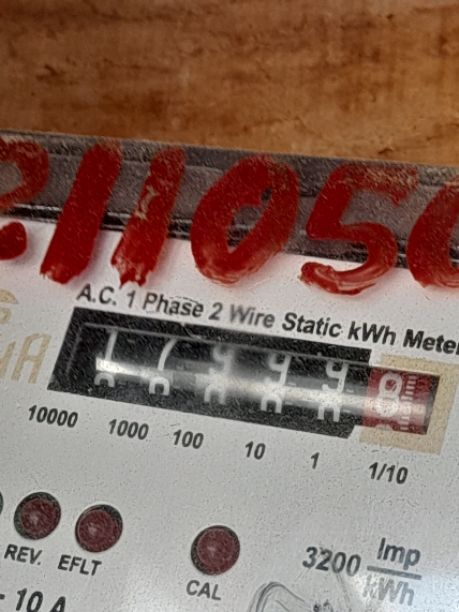 11050
A.C. 1 Phase 2 Wire Static kWh Meter
10000 1000 100 10 1 1/10
REV. EFLT CAL
3200 Imp
kWh
- 10 A